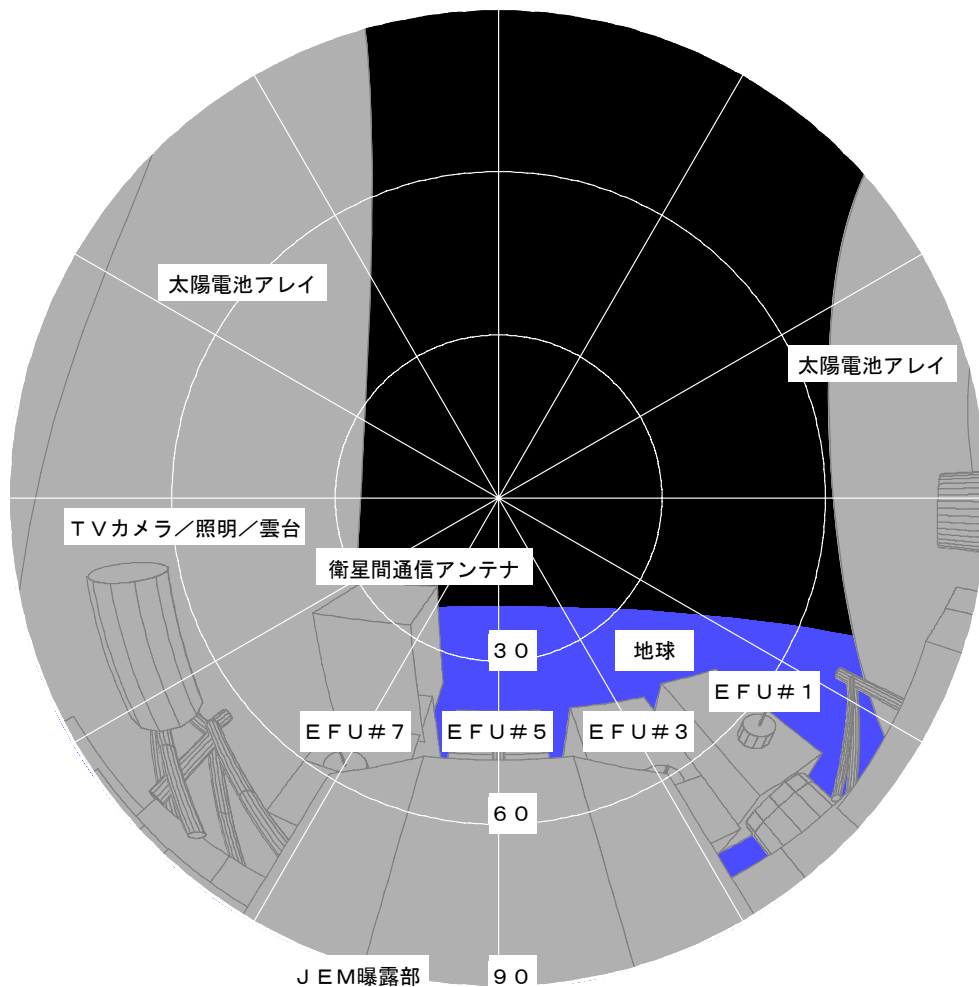 太陽電池アレイ
太陽電池アレイ
TVカメラ/照明/雲台
衛星間通信アンテナ
30
地球
EFU#1
EFU#7
EFU#5
EFU#3
60
JEM曝露部
90